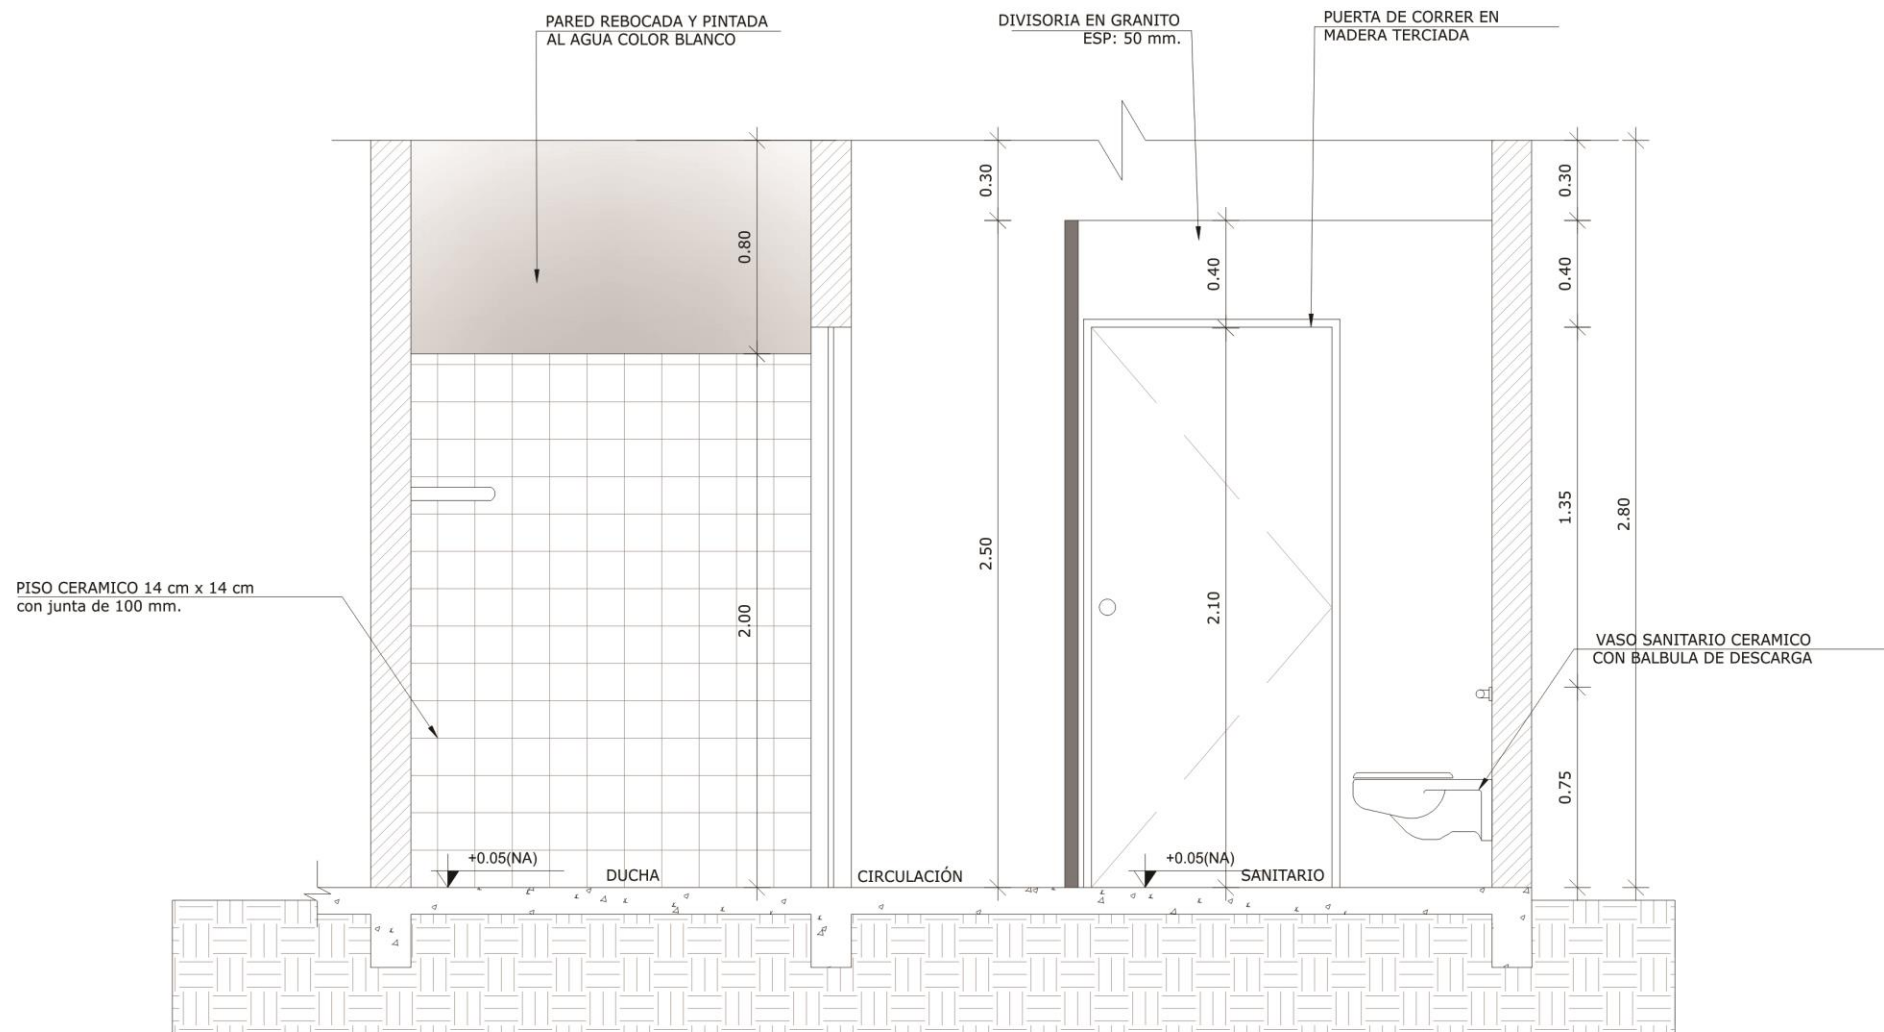 PARED REBOCADA Y PINTADA
AL AGUA COLOR BLANCO
DIVISORIA EN GRANITO
ESP: 50 mm.
PUERTA DE CORRER EN
MADERA TERCIADA
0.30
0.30
0.80
0.40
0.40
1.35
2.80
2.50
PISO CERAMICO 14 cm x 14 cm
con junta de 100 mm.
2.00
2.10
VASO SANITARIO CERAMICO
CON BALBULA DE DESCARGA
0.75
+0.05(NA)
DUCHA
CIRCULACIÓN
+0.05(NA)
SANITARIO